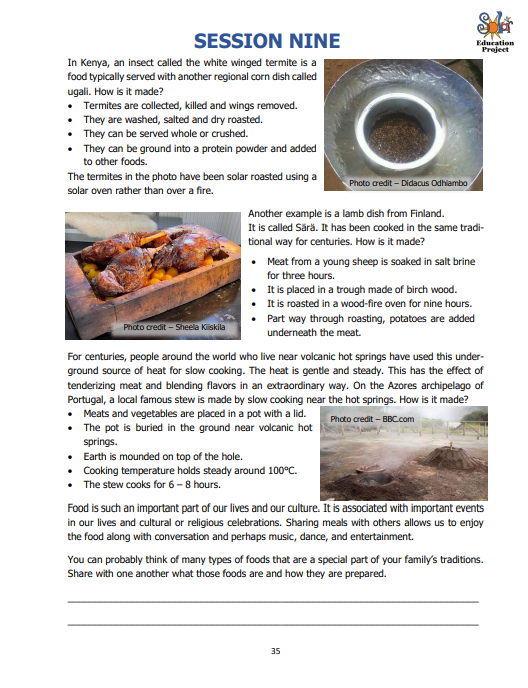 SESSION NINE
Sol
Education
Project
In Kenya, an insect called the white winged termite is a
food typically served with another regional corn dish called
ugali. How is it made?
• Termites are collected, killed and wings removed.
• They are washed, salted and dry roasted.
• They can be served whole or crushed.
• They can be ground into a protein powder and added
to other foods.
The termites in the photo have been solar roasted using a
solar oven rather than over a fire.
Photo credit – Didacus Odhiambo
Another example is a lamb dish from Finland.
It is called Särä. It has been cooked in the same tradi-
tional way for centuries. How is it made?
• Meat from a young sheep is soaked in salt brine
for three hours.
• It is placed in a trough made of birch wood.
• It is roasted in a wood-fire oven for nine hours.
• Part way through roasting, potatoes are added
underneath the meat.
Photo credit – Sheela Kiiskila
For centuries, people around the world who live near volcanic hot springs have used this under-
ground source of heat for slow cooking. The heat is gentle and steady. This has the effect of
tenderizing meat and blending flavors in an extraordinary way. On the Azores archipelago of
Portugal, a local famous stew is made by slow cooking near the hot springs. How is it made?
• Meats and vegetables are placed in a pot with a lid.
• The pot is buried in the ground near volcanic hot
springs.
• Earth is mounded on top of the hole.
• Cooking temperature holds steady around 100°C.
• The stew cooks for 6 – 8 hours.
Photo credit – BBC.com
Food is such an important part of our lives and our culture. It is associated with important events
in our lives and cultural or religious celebrations. Sharing meals with others allows us to enjoy
the food along with conversation and perhaps music, dance, and entertainment.
You can probably think of many types of foods that are a special part of your family's traditions.
Share with one another what those foods are and how they are prepared.
35